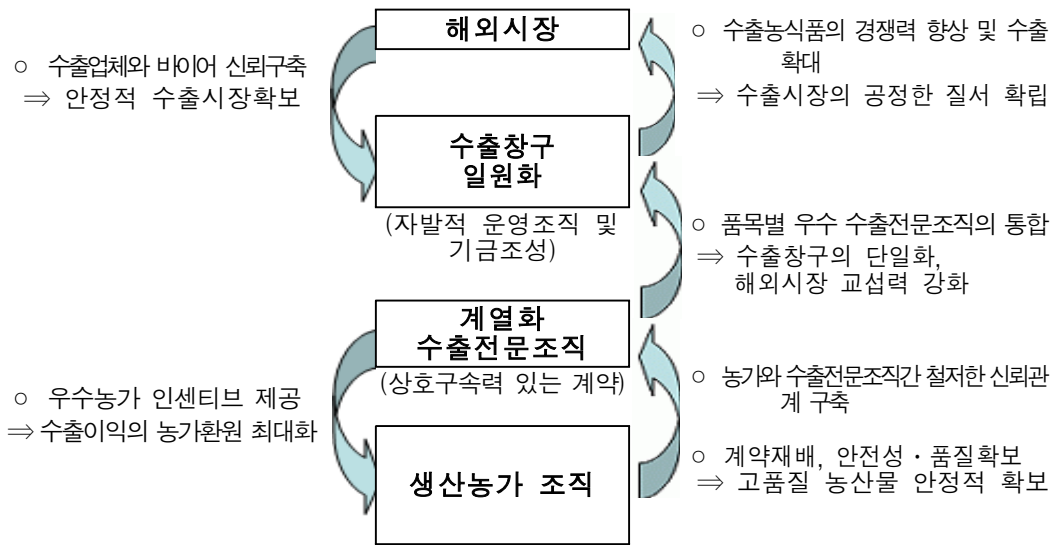 해외시장
○ 수출업체와 바이어 신뢰구축
⇒ 안정적 수출시장확보
○ 수출농식품의 경쟁력 향상 및 수출
확대
⇒ 수출시장의 공정한 질서 확립
수출창구
일원화
(자발적 운영조직 및
기금조성)
○ 품목별 우수 수출전문조직의 통합
⇒ 수출창구의 단일화,
해외시장 교섭력 강화
계열화
수출전문조직
(상호구속력 있는 계약)
○ 우수농가 인센티브 제공
⇒ 수출이익의 농가환원 최대화
○ 농가와 수출전문조직간 철저한 신뢰관
계 구축
○ 계약재배, 안전성・품질확보
⇒ 고품질 농산물 안정적 확보
생산농가 조직